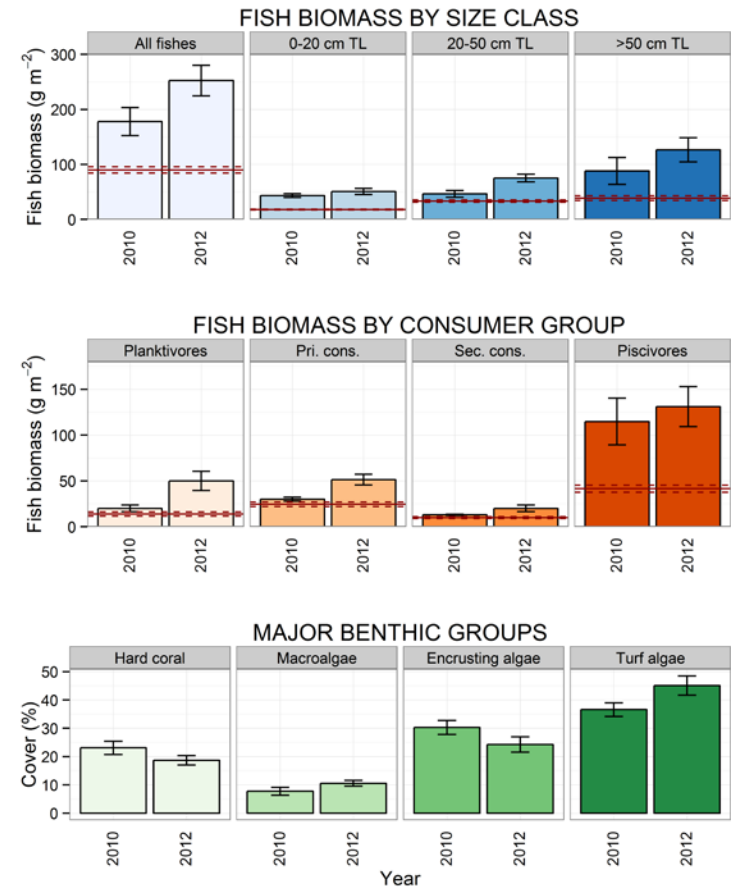 FISH BIOMASS BY SIZE CLASS
All fishes 0-20 cm TL 20-50 cm TL >50 cm TL
Fish biomass (g m⁻²)
300
200
100
0
2010 2012 2010 2012 2010 2012 2010 2012
FISH BIOMASS BY CONSUMER GROUP
Planktivores Pri. cons. Sec. cons. Piscivores
Fish biomass (g m⁻²)
150
100
50
0
2010 2012 2010 2012 2010 2012 2010 2012
MAJOR BENTHIC GROUPS
Hard coral Macroalgae Encrusting algae Turf algae
Cover (%)
50
40
30
20
10
0
2010 2012 2010 2012 2010 2012 2010 2012
Year